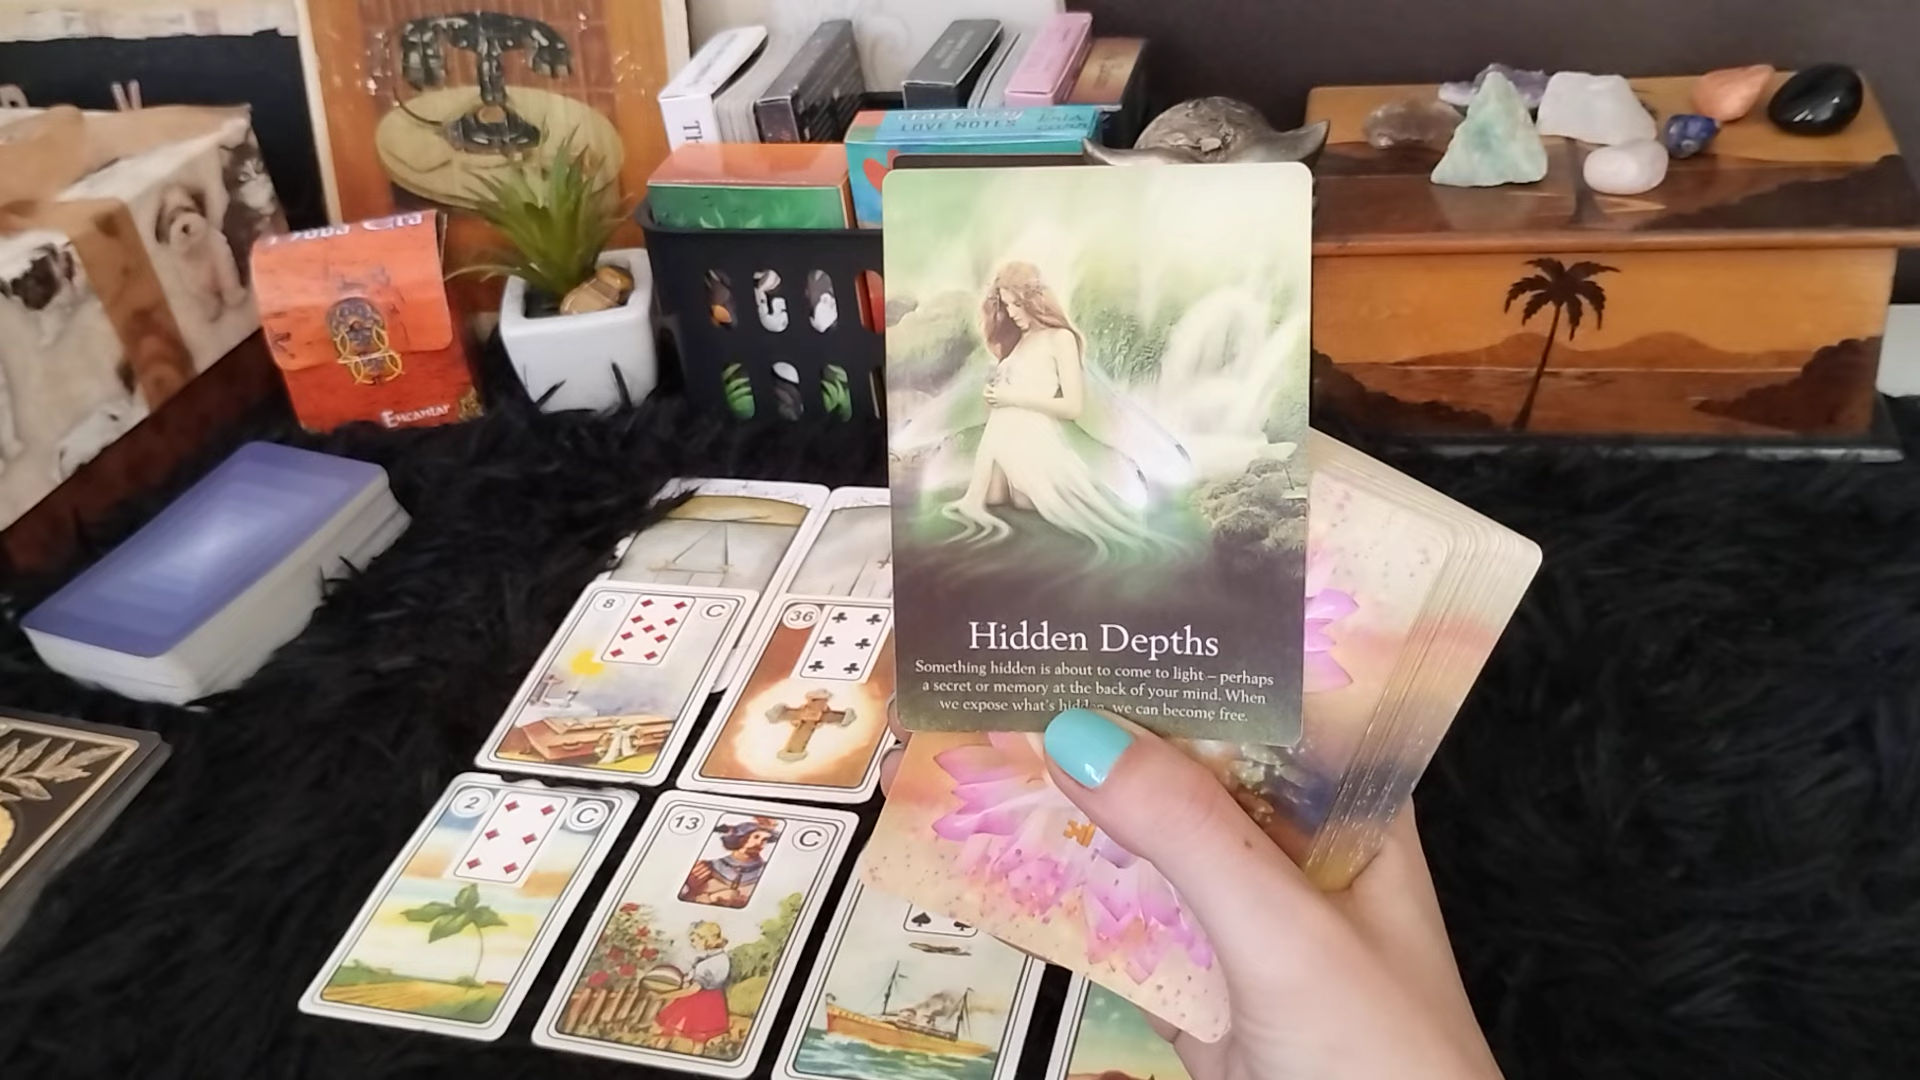 LOVE NOTES
Encantar
8
C
36
Hidden Depths
Something hidden is about to come to light – perhaps
a secret or memory at the back of your mind. When
we expose what's hidden, we can become free.
2
C
13
C